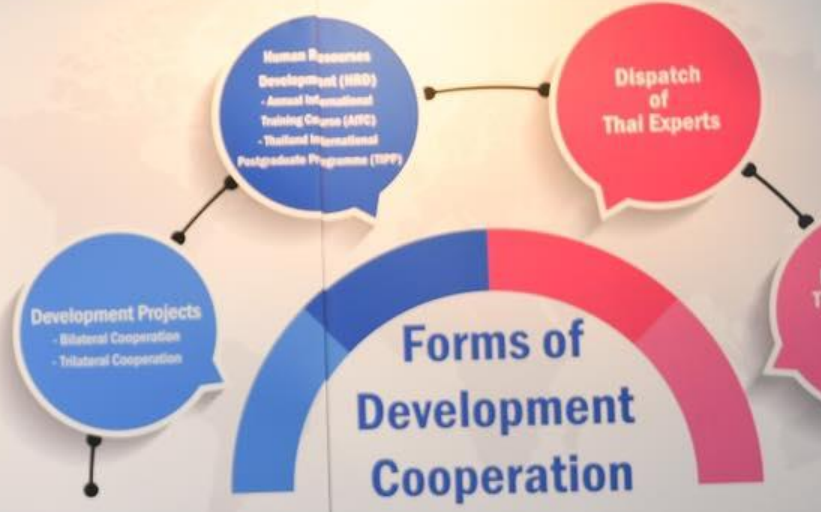 Human Resourses
Development (HRD)
- Annual International
Training Course (AITC)
- Thailand International
Postgraduate Programme (TIPP)
Dispatch
of
Thai Experts
Development Projects
- Bilateral Cooperation
- Trilateral Cooperation
Forms of
Development
Cooperation